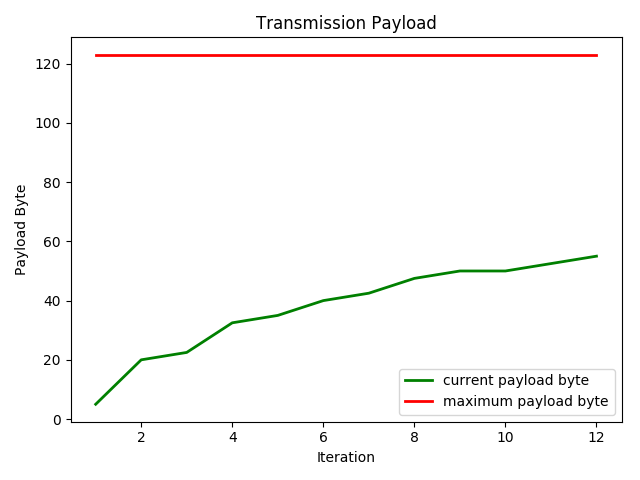 Transmission Payload
120
100
80
60
40
20
0
Payload Byte
2 4 6 8 10 12
Iteration
current payload byte
maximum payload byte